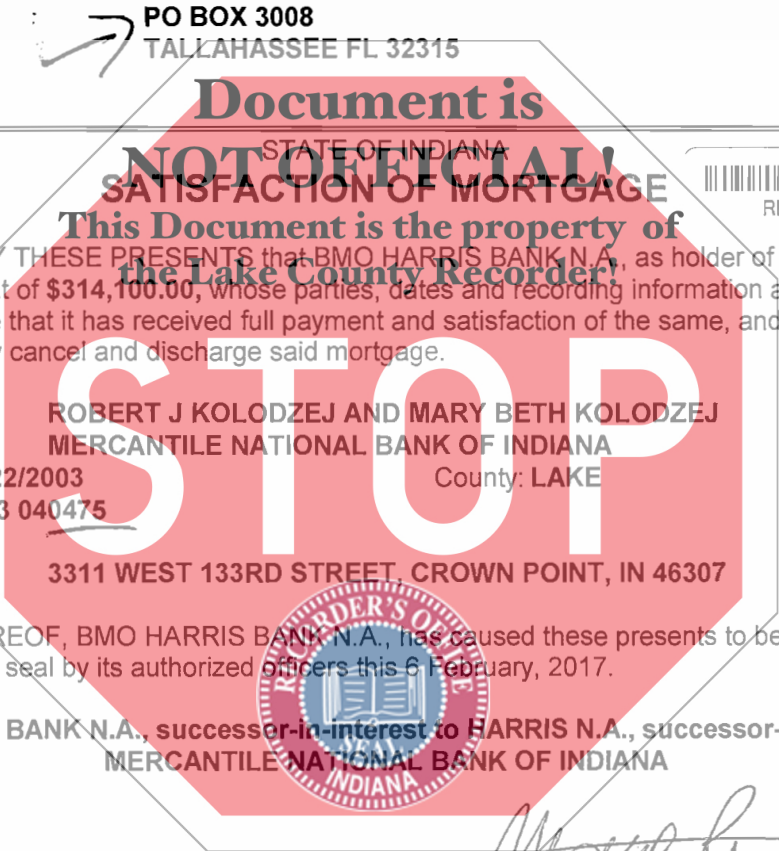 PO BOX 3008
TALLAHASSEE FL 32315
Document is
STATE OF INDIANA
NOT OFFICIAL!
SATISFACTION OF MORTGAGE
This Document is the property of
THESE PRESENTS that BMO HARRIS BANK N.A., as holder of
the Lake County Recorder!
of $314,100.00, whose parties, dates and recording information
that it has received full payment and satisfaction of the same, and
cancel and discharge said mortgage.
STOP
ROBERT J KOLODZEJ AND MARY BETH KOLODZEJ
MERCANTILE NATIONAL BANK OF INDIANA
2/2003 County: LAKE
3 040475
3311 WEST 133RD STREET, CROWN POINT, IN 46307
REOF, BMO HARRIS BANK N.A., has caused these presents to be
seal by its authorized officers this 6 February, 2017.
RECORDER'S OFFICE
SEAL
INDIANA
BANK N.A., successor-in-interest to HARRIS N.A., successor-
MERCANTILE NATIONAL BANK OF INDIANA